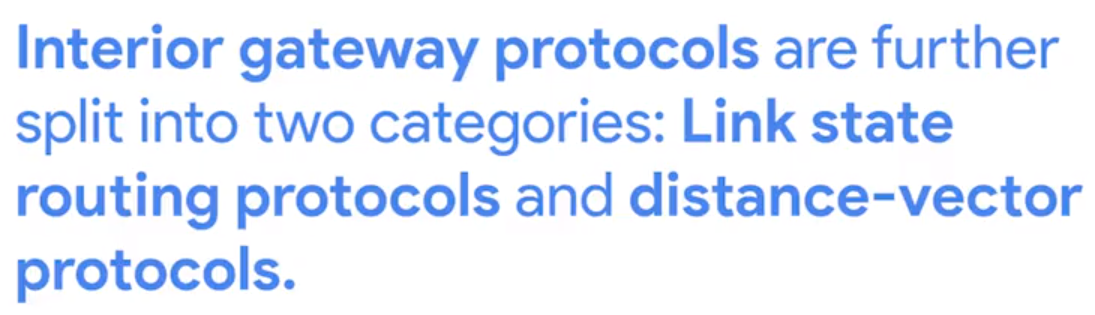 Interior gateway protocols are further
split into two categories: Link state
routing protocols and distance-vector
protocols.